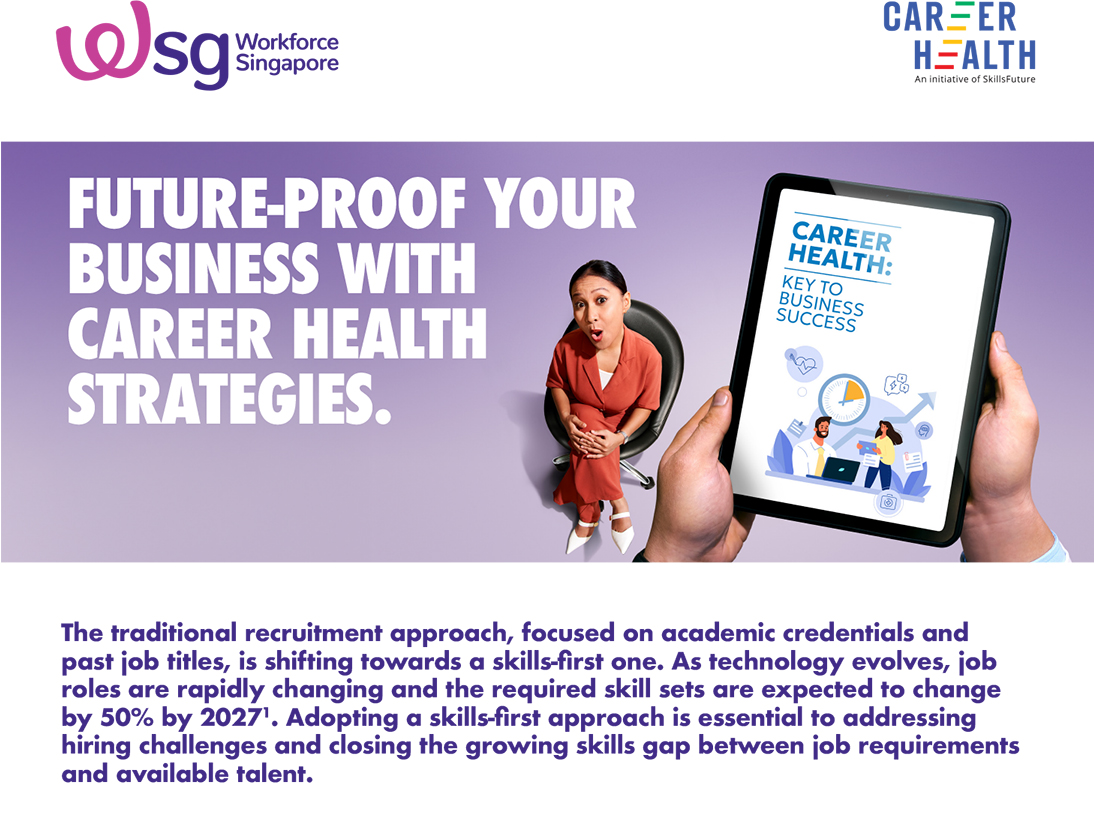 wsg Workforce
Singapore
CAREER
HEALTH
An initiative of SkillsFuture
FUTURE-PROOF YOUR
BUSINESS WITH
CAREER HEALTH
STRATEGIES.
CAREER
HEALTH:
KEY TO
BUSINESS
SUCCESS
The traditional recruitment approach, focused on academic credentials and
past job titles, is shifting towards a skills-first one. As technology evolves, job
roles are rapidly changing and the required skill sets are expected to change
by 50% by 2027¹. Adopting a skills-first approach is essential to addressing
hiring challenges and closing the growing skills gap between job requirements
and available talent.